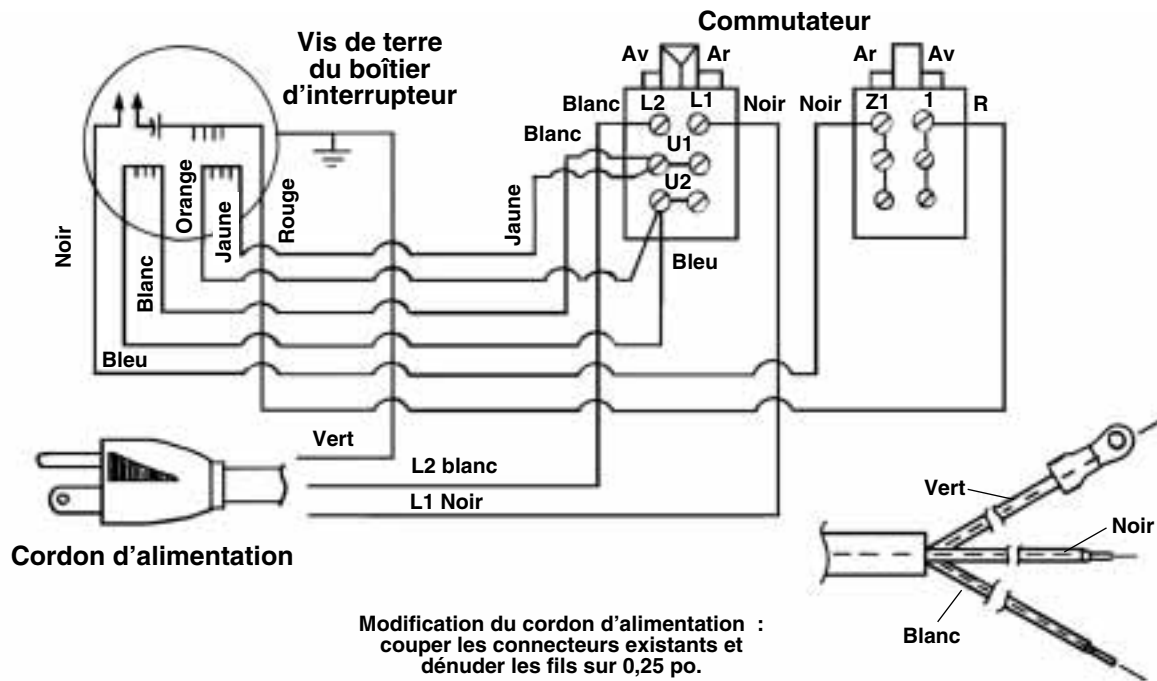 Commutateur
Vis de terre
du boîtier
d’interrupteur
Av
Ar
Ar
Av
Blanc
L2
L1
Noir
Noir
Z1
1
R
Blanc
U1
U2
Orange
Jaune
Rouge
Jaune
Noir
Blanc
Bleu
Bleu
Vert
L2 blanc
L1 Noir
Cordon d’alimentation
Vert
Noir
Blanc
Modification du cordon d’alimentation :
couper les connecteurs existants et
dénuder les fils sur 0,25 po.